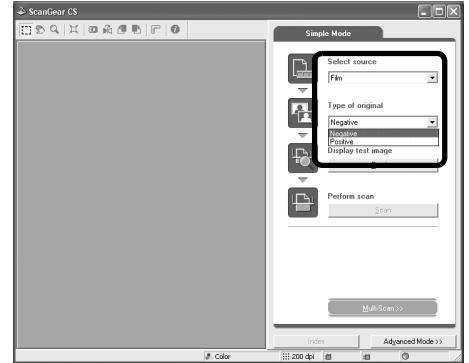 ScanGear CS
Simple Mode
Select source
Film
Type of original
Negative
Negative
Positive
Display test image
Perform scan
Scan
Multi-Scan >>
Index
Advanced Mode >>
Color
200 dpi